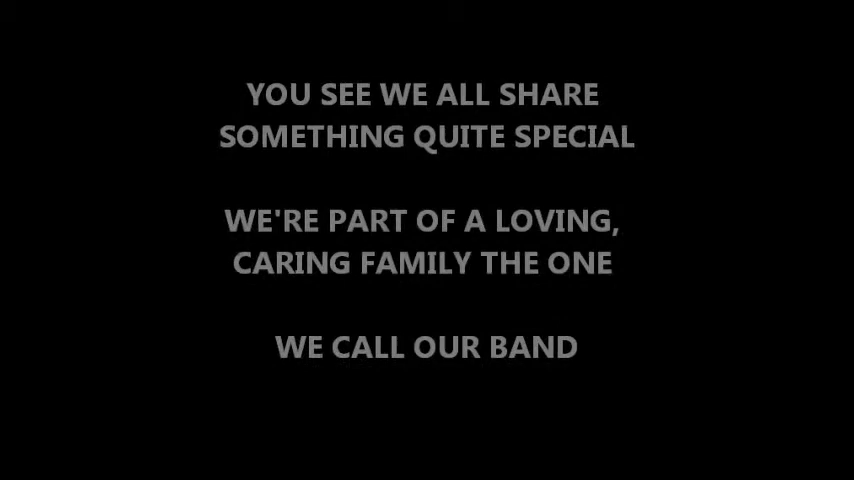 YOU SEE WE ALL SHARE
SOMETHING QUITE SPECIAL
WE'RE PART OF A LOVING,
CARING FAMILY THE ONE
WE CALL OUR BAND